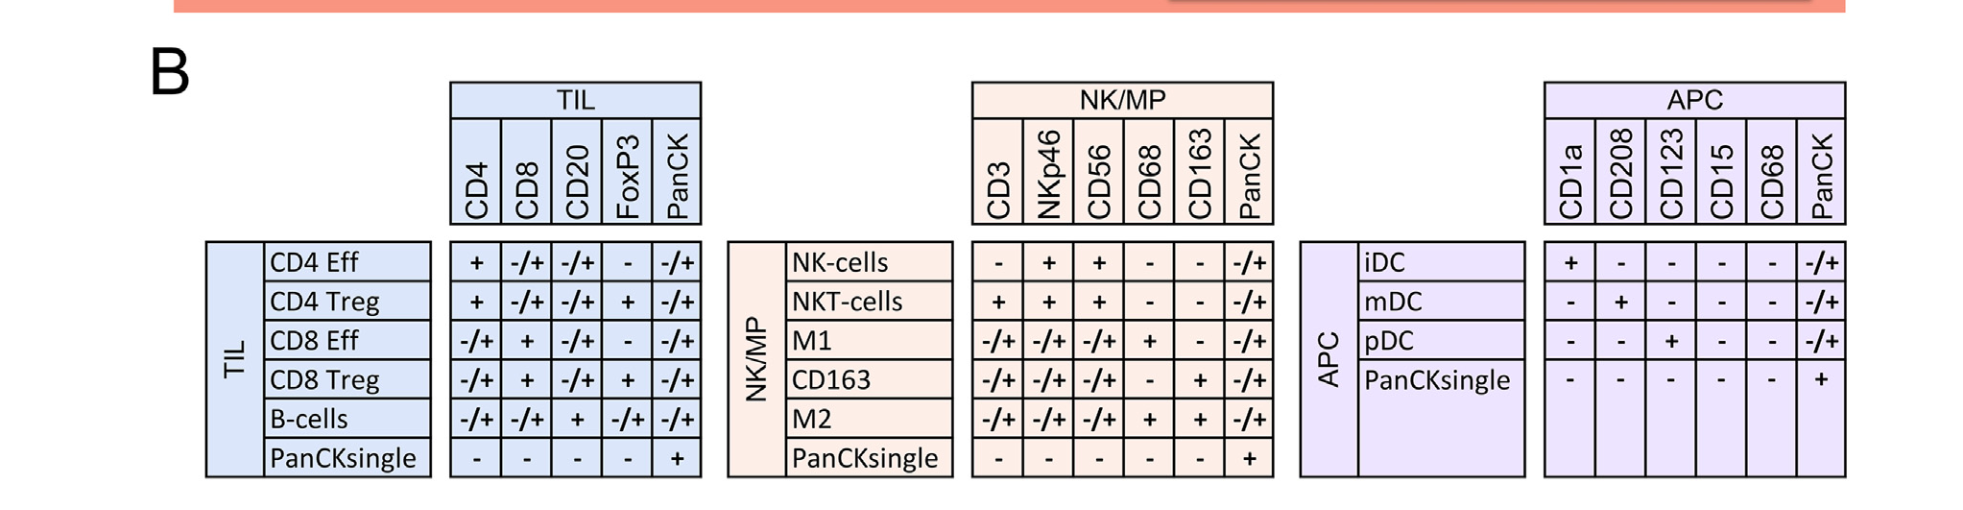 B
TIL
CD4 CD8 CD20 FoxP3 PanCK
TIL
CD4 Eff + -/+ -/+ - -/+
CD4 Treg + -/+ -/+ + -/+
CD8 Eff -/+ + -/+ - -/+
CD8 Treg -/+ + -/+ + -/+
B-cells -/+ -/+ + -/+ -/+
PanCKsingle - - - - +
NK/MP
CD3 NKp46 CD56 CD68 CD163 PanCK
NK/MP
NK-cells - + + - - -/+
NKT-cells + + + - - -/+
M1 -/+ -/+ -/+ + - -/+
CD163 -/+ -/+ -/+ - + -/+
M2 -/+ -/+ -/+ + + -/+
PanCKsingle - - - - - +
APC
CD1a CD208 CD123 CD15 CD68 PanCK
APC
iDC + - - - - -/+
mDC - + - - - -/+
pDC - - + - - -/+
PanCKsingle - - - - - +